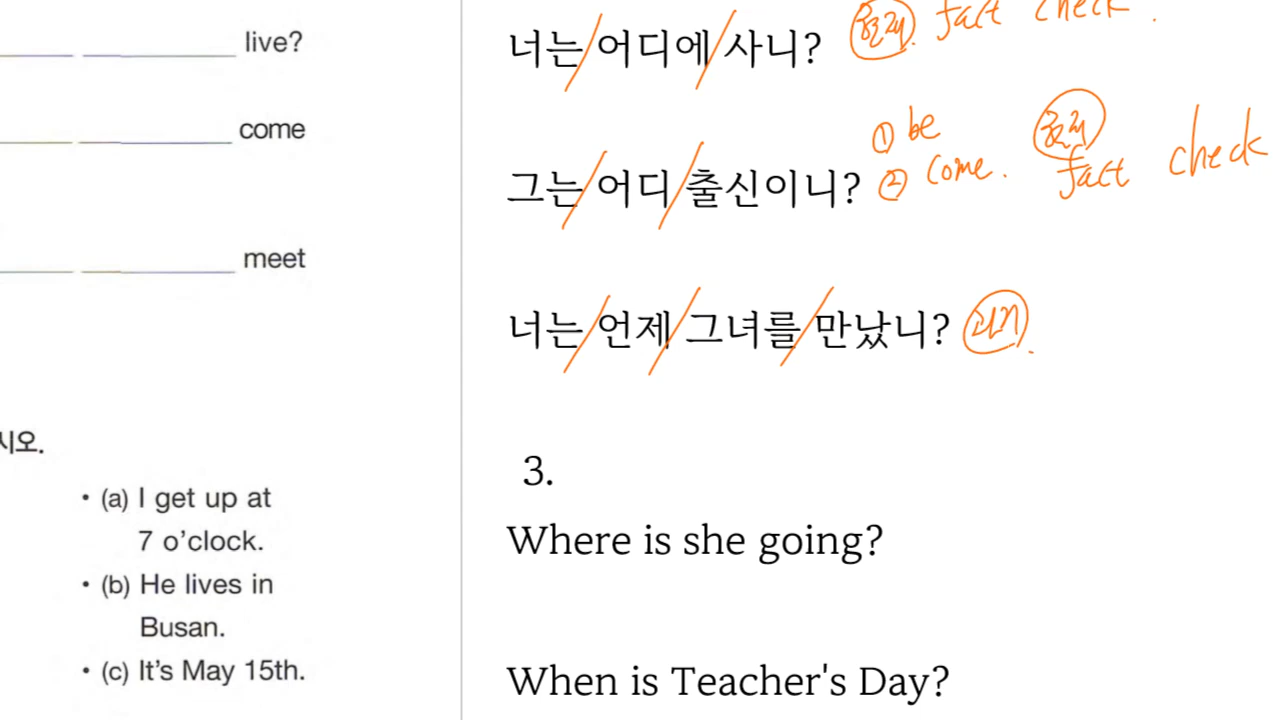 live?
come
meet
시오.
• (a) I get up at
7 o'clock.
• (b) He lives in
Busan.
• (c) It's May 15th.
너는 어디에 사니? 현재. fact check.
① be
② come.
현재
fact check
그는 어디 출신이니?
너는 언제 그녀를 만났니? 과거.
3.
Where is she going?
When is Teacher's Day?